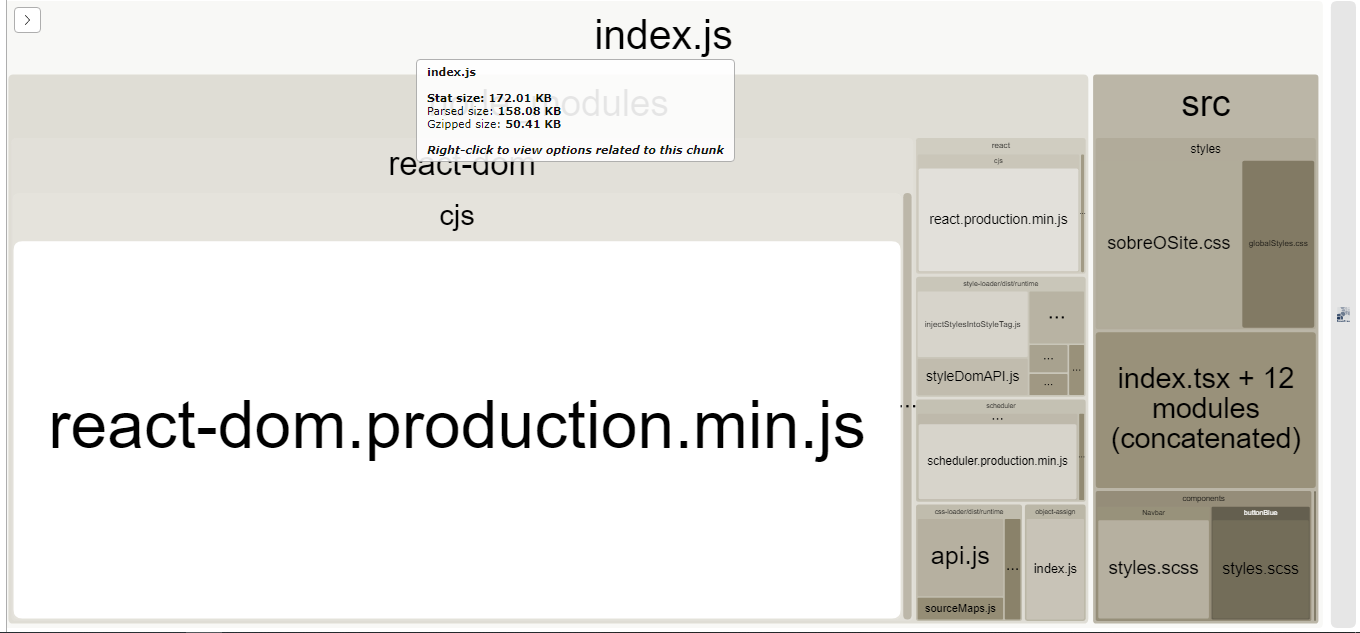 index.js
index.js
Stat size: 172.01 KB
Parsed size: 158.08 KB
Gzipped size: 50.41 KB
Right-click to view options related to this chunk
node_modules
react-dom
cjs
react-dom.production.min.js
...
react
cjs
react.production.min.js
...
style-loader/dist/runtime
injectStylesIntoStyleTag.js
...
styleDomAPI.js
...
...
...
scheduler
...
scheduler.production.min.js
...
css-loader/dist/runtime
api.js
...
sourceMaps.js
object-assign
index.js
src
styles
sobreOSite.css
globalStyles.css
index.tsx + 12
modules
(concatenated)
components
Navbar
styles.scss
buttonBlue
styles.scss